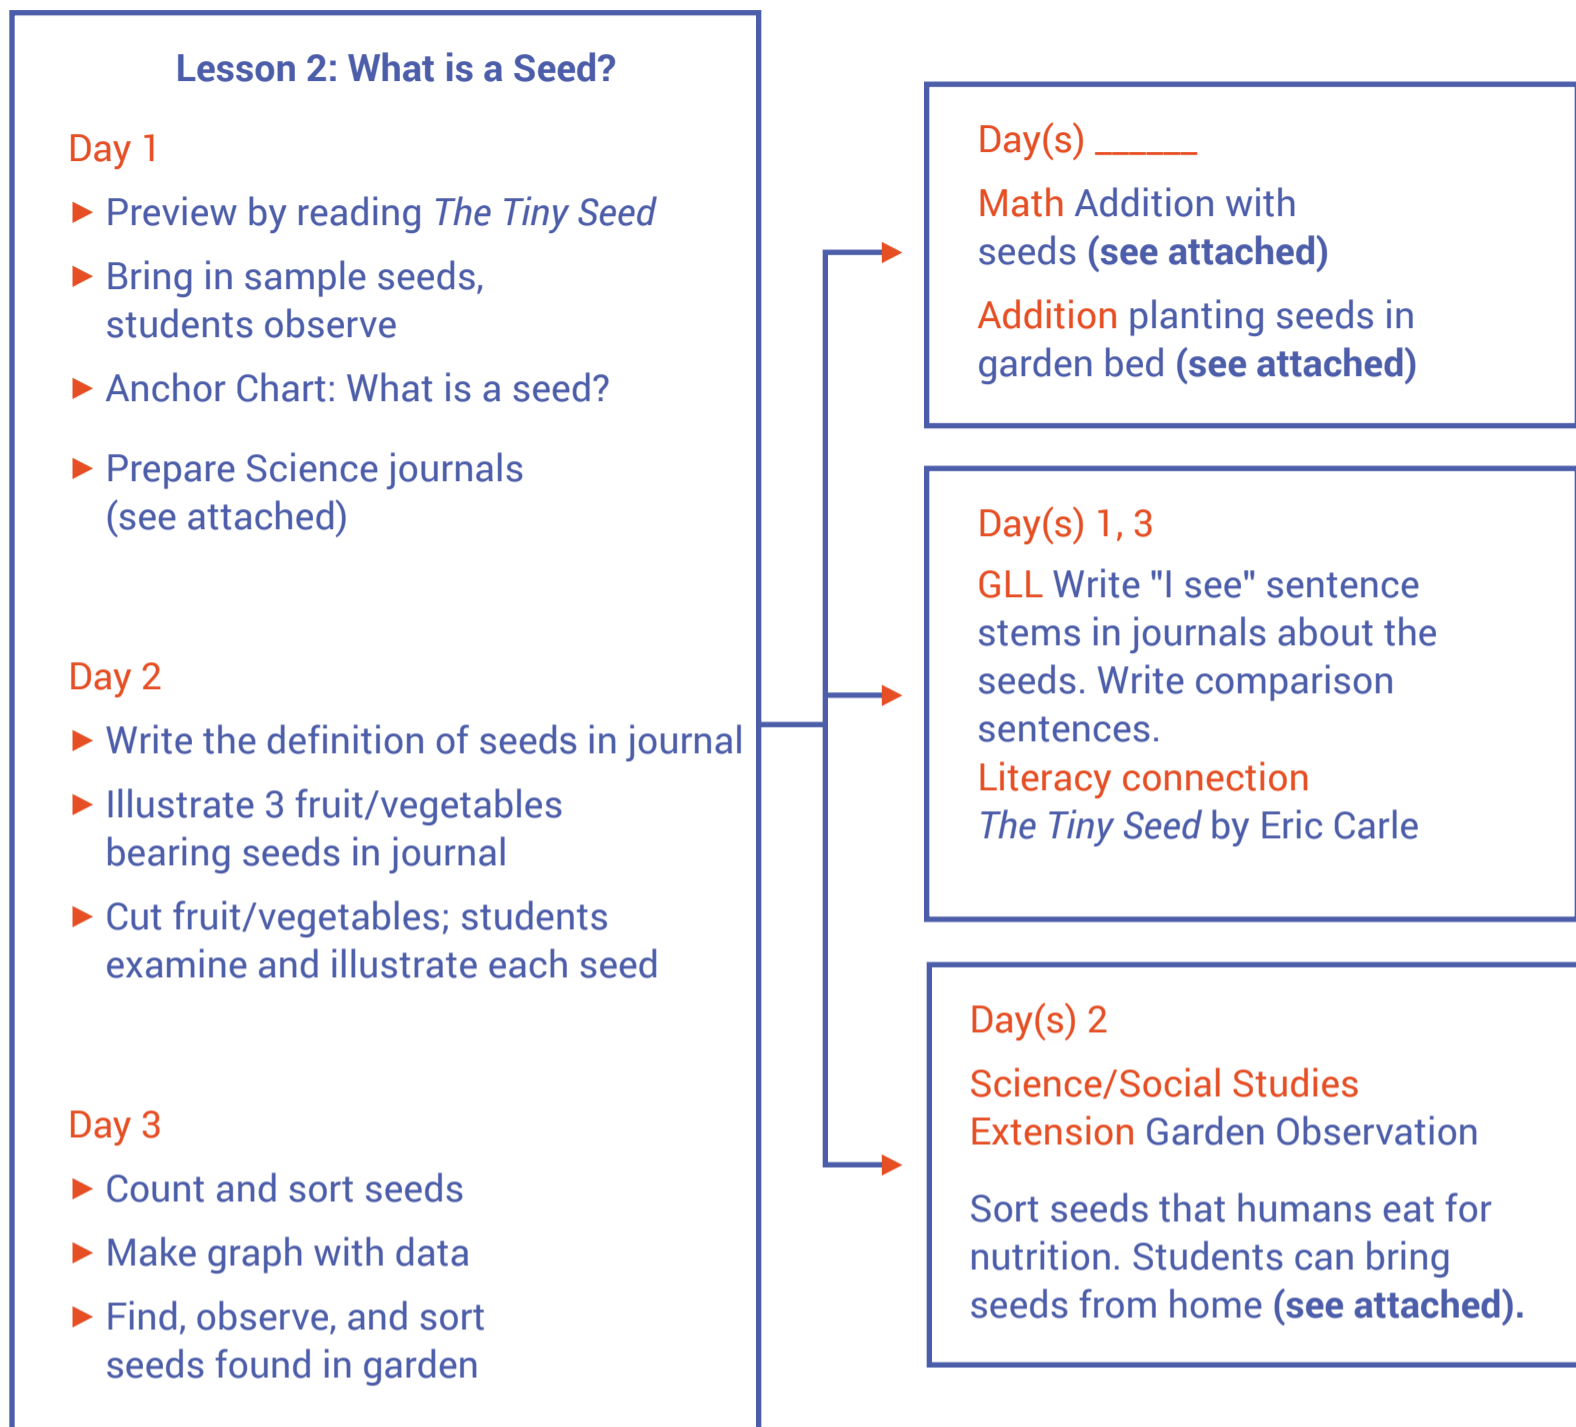 Lesson 2: What is a Seed?
Day 1
► Preview by reading The Tiny Seed
► Bring in sample seeds,
students observe
► Anchor Chart: What is a seed?
► Prepare Science journals
(see attached)
Day 2
► Write the definition of seeds in journal
► Illustrate 3 fruit/vegetables
bearing seeds in journal
► Cut fruit/vegetables; students
examine and illustrate each seed
Day 3
► Count and sort seeds
► Make graph with data
► Find, observe, and sort
seeds found in garden
Day(s) ______
Math Addition with
seeds (see attached)
Addition planting seeds in
garden bed (see attached)
Day(s) 1, 3
GLL Write "I see" sentence
stems in journals about the
seeds. Write comparison
sentences.
Literacy connection
The Tiny Seed by Eric Carle
Day(s) 2
Science/Social Studies
Extension Garden Observation
Sort seeds that humans eat for
nutrition. Students can bring
seeds from home (see attached).